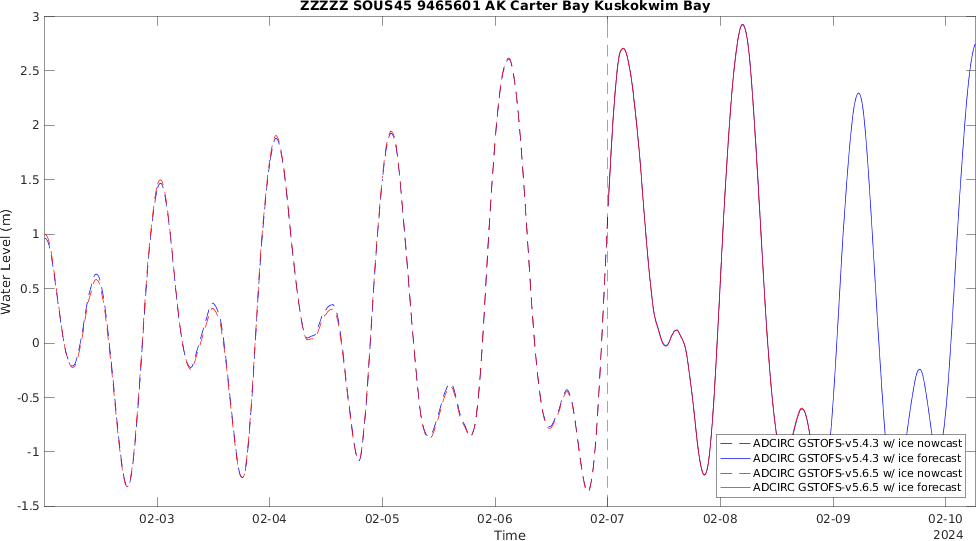 ZZZZZ SOUS45 9465601 AK Carter Bay Kuskokwim Bay
3
2.5
2
1.5
1
0.5
0
-0.5
-1
-1.5
Water Level (m)
ADCIRC GSTOFS-v5.4.3 w/ ice nowcast
ADCIRC GSTOFS-v5.4.3 w/ ice forecast
ADCIRC GSTOFS-v5.6.5 w/ ice nowcast
ADCIRC GSTOFS-v5.6.5 w/ ice forecast
02-03 02-04 02-05 02-06 02-07 02-08 02-09 02-10
Time 2024